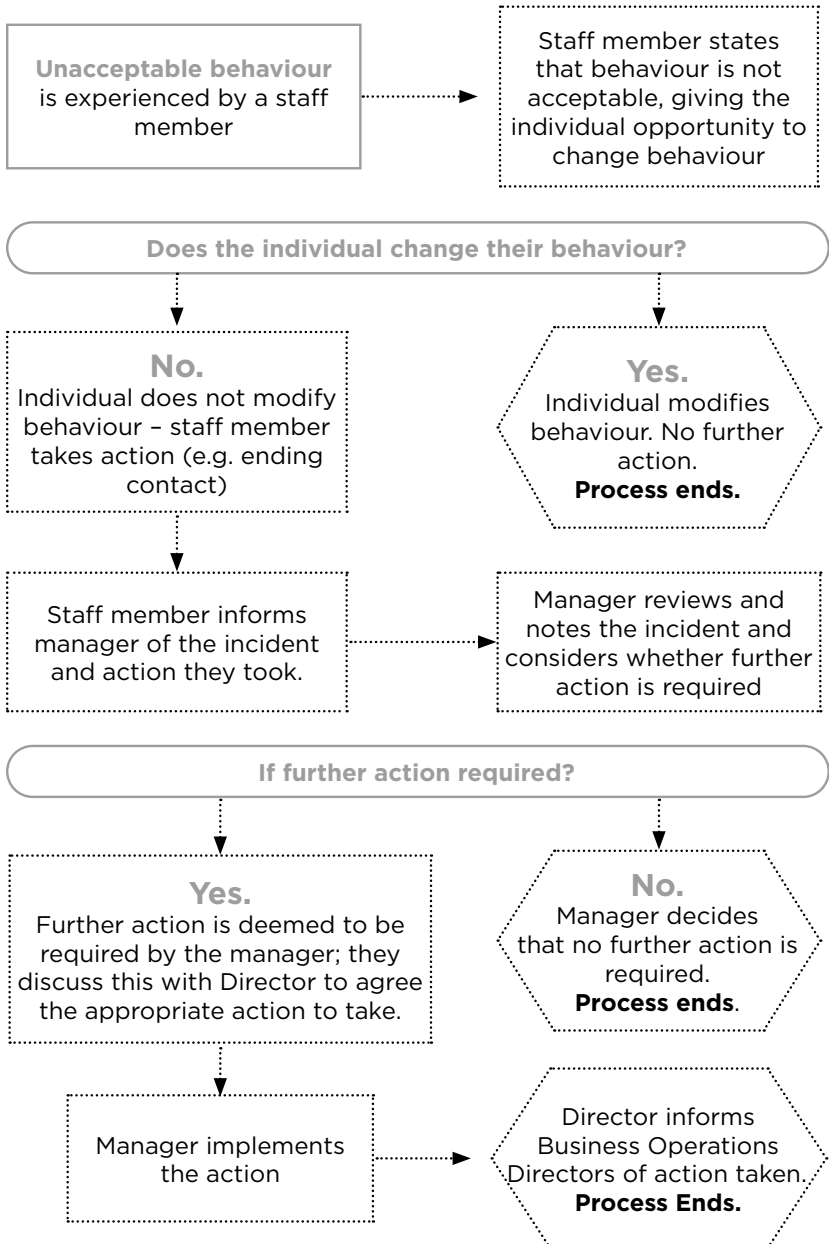 Unacceptable behaviour
is experienced by a staff
member
Staff member states
that behaviour is not
acceptable, giving the
individual opportunity to
change behaviour
Does the individual change their behaviour?
No.
Individual does not modify
behaviour – staff member
takes action (e.g. ending
contact)
Yes.
Individual modifies
behaviour. No further
action.
Process ends.
Staff member informs
manager of the incident
and action they took.
Manager reviews and
notes the incident and
considers whether further
action is required
If further action required?
Yes.
Further action is deemed to be
required by the manager; they
discuss this with Director to agree
the appropriate action to take.
No.
Manager decides
that no further action is
required.
Process ends.
Manager implements
the action
Director informs
Business Operations
Directors of action taken.
Process Ends.